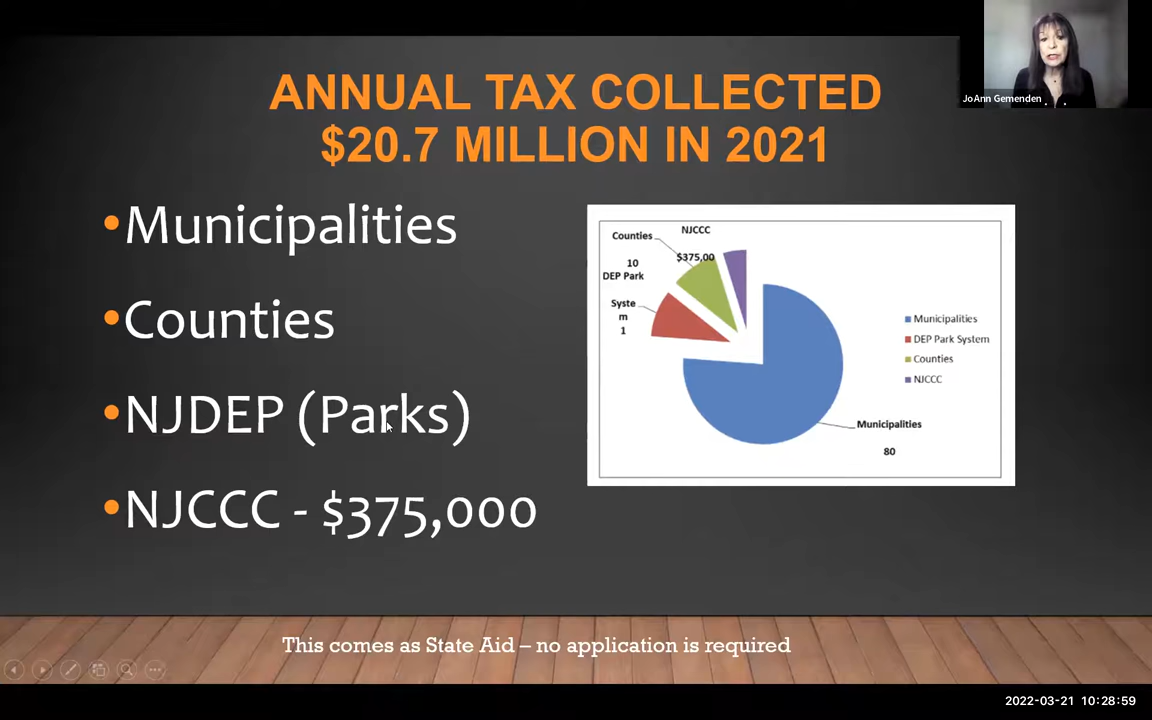 ANNUAL TAX COLLECTED
$20.7 MILLION IN 2021
JoAnn Gemenden
•Municipalities
•Counties
•NJDEP (Parks)
•NJCCC - $375,000
NJCCC
$375,00
Counties
10
DEP Park
Syste
m
1
Municipalities
DEP Park System
Counties
NJCCC
Municipalities
80
This comes as State Aid – no application is required
2022-03-21 10:28:59